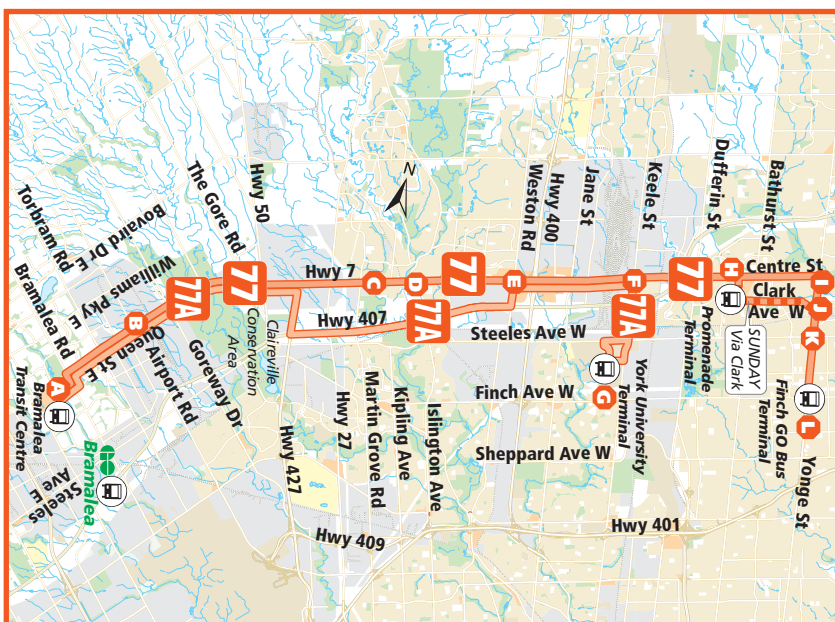 Torbram Rd
Bovaird Dr E
Williams Pky E
Bramalea Rd
The Gore Rd
Hwy 50
N
Weston Rd
Hwy 400
Jane St
Keele St
Dufferin St
Bathurst St
Centre St
Clark
Ave W
Hwy 7
Hwy 407
Steeles Ave W
Finch Ave W
Sheppard Ave W
Hwy 401
Hwy 409
Hwy 427
Hwy 27
Martin Grove Rd
Kipling Ave
Islington Ave
77A
77
77
77A
77A
77
A
B
C
D
E
F
G
H
I
J
K
L
Queen St E
Airport Rd
Goreway Dr
Claireville
Conservation
Area
Bramalea
Transit Centre
Bramalea
Steeles
Ave E
York University
Terminal
Promenade
Terminal
SUNDAY
Via Clark
Finch GO Bus
Terminal
Yonge St
GO